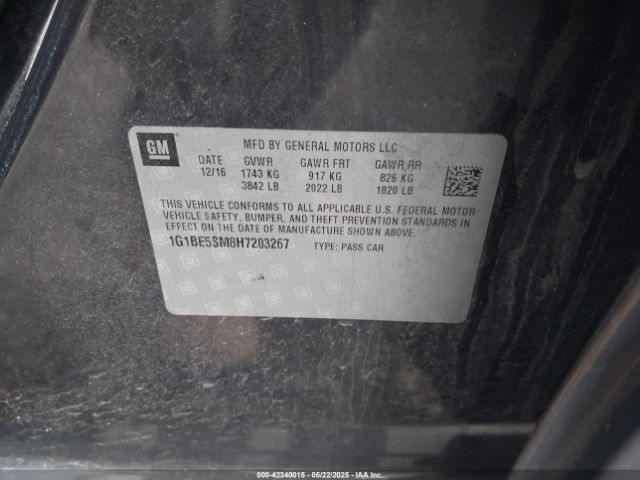 GM
MFD BY GENERAL MOTORS LLC
DATE GVWR GAWR FRT GAWR RR
12/16 1743 KG 917 KG 826 KG
3842 LB 2022 LB 1820 LB
THIS VEHICLE CONFORMS TO ALL APPLICABLE U.S. FEDERAL MOTOR
VEHICLE SAFETY, BUMPER, AND THEFT PREVENTION STANDARDS IN
EFFECT ON THE DATE OF MANUFACTURE SHOWN ABOVE.
1G1BE5SM8H7203267 TYPE: PASS CAR
000-42340015 - 05/22/2025 - IAAI.COM